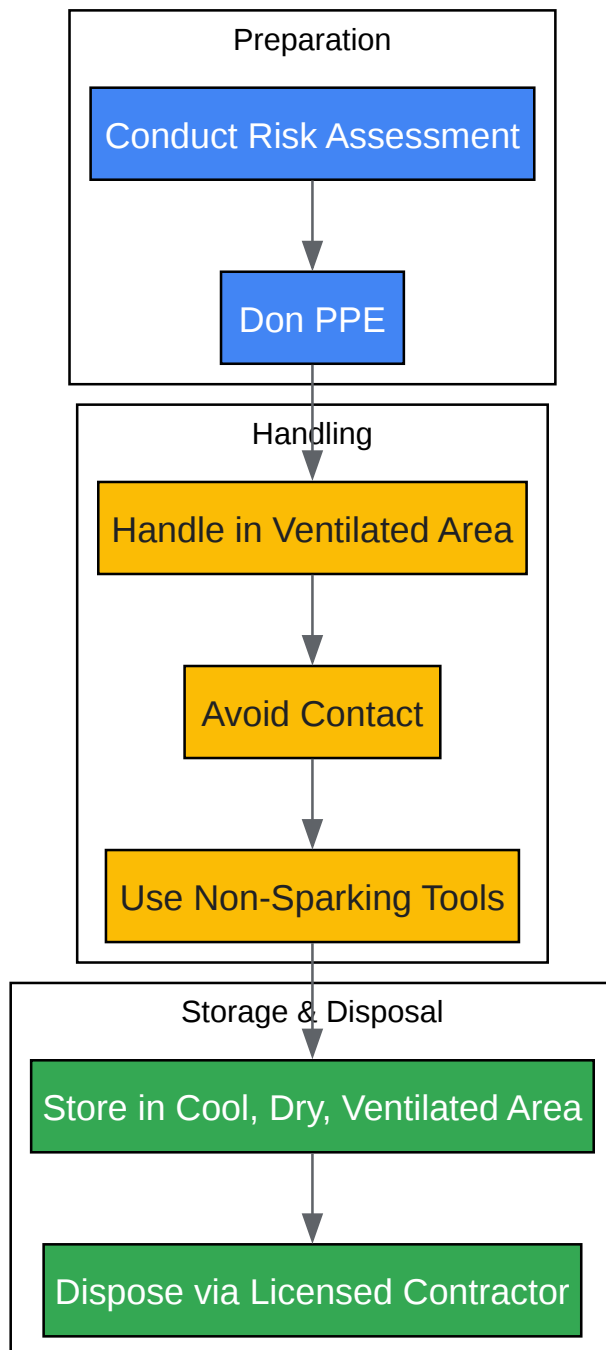 Preparation
Conduct Risk Assessment
Don PPE
Handling
Handle in Ventilated Area
Avoid Contact
Use Non-Sparking Tools
Storage & Disposal
Store in Cool, Dry, Ventilated Area
Dispose via Licensed Contractor